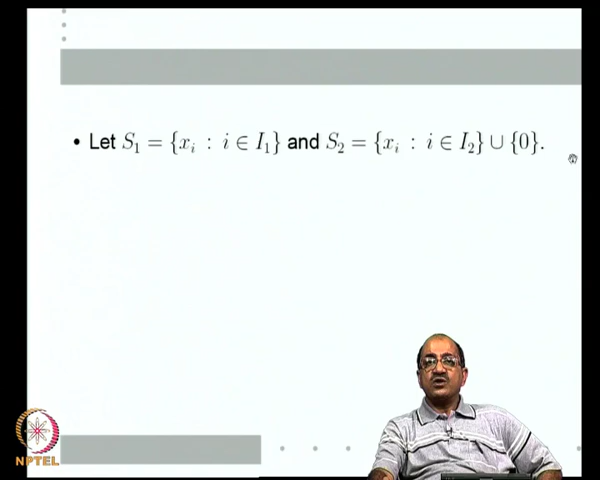 • Let S₁ = {xᵢ : i ∈ I₁} and S₂ = {xᵢ : i ∈ I₂} ∪ {0}.
NPTEL